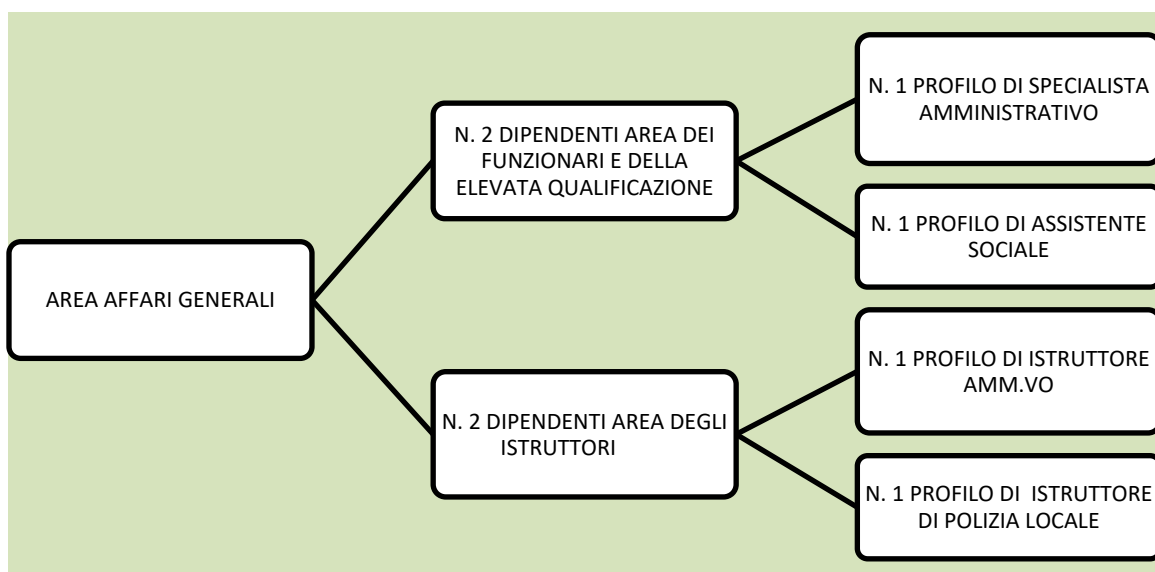 AREA AFFARI GENERALI
N. 2 DIPENDENTI AREA DEI
FUNZIONARI E DELLA
ELEVATA QUALIFICAZIONE
N. 1 PROFILO DI SPECIALISTA
AMMINISTRATIVO
N. 1 PROFILO DI ASSISTENTE
SOCIALE
N. 2 DIPENDENTI AREA DEGLI
ISTRUTTORI
N. 1 PROFILO DI ISTRUTTORE
AMM.VO
N. 1 PROFILO DI ISTRUTTORE
DI POLIZIA LOCALE